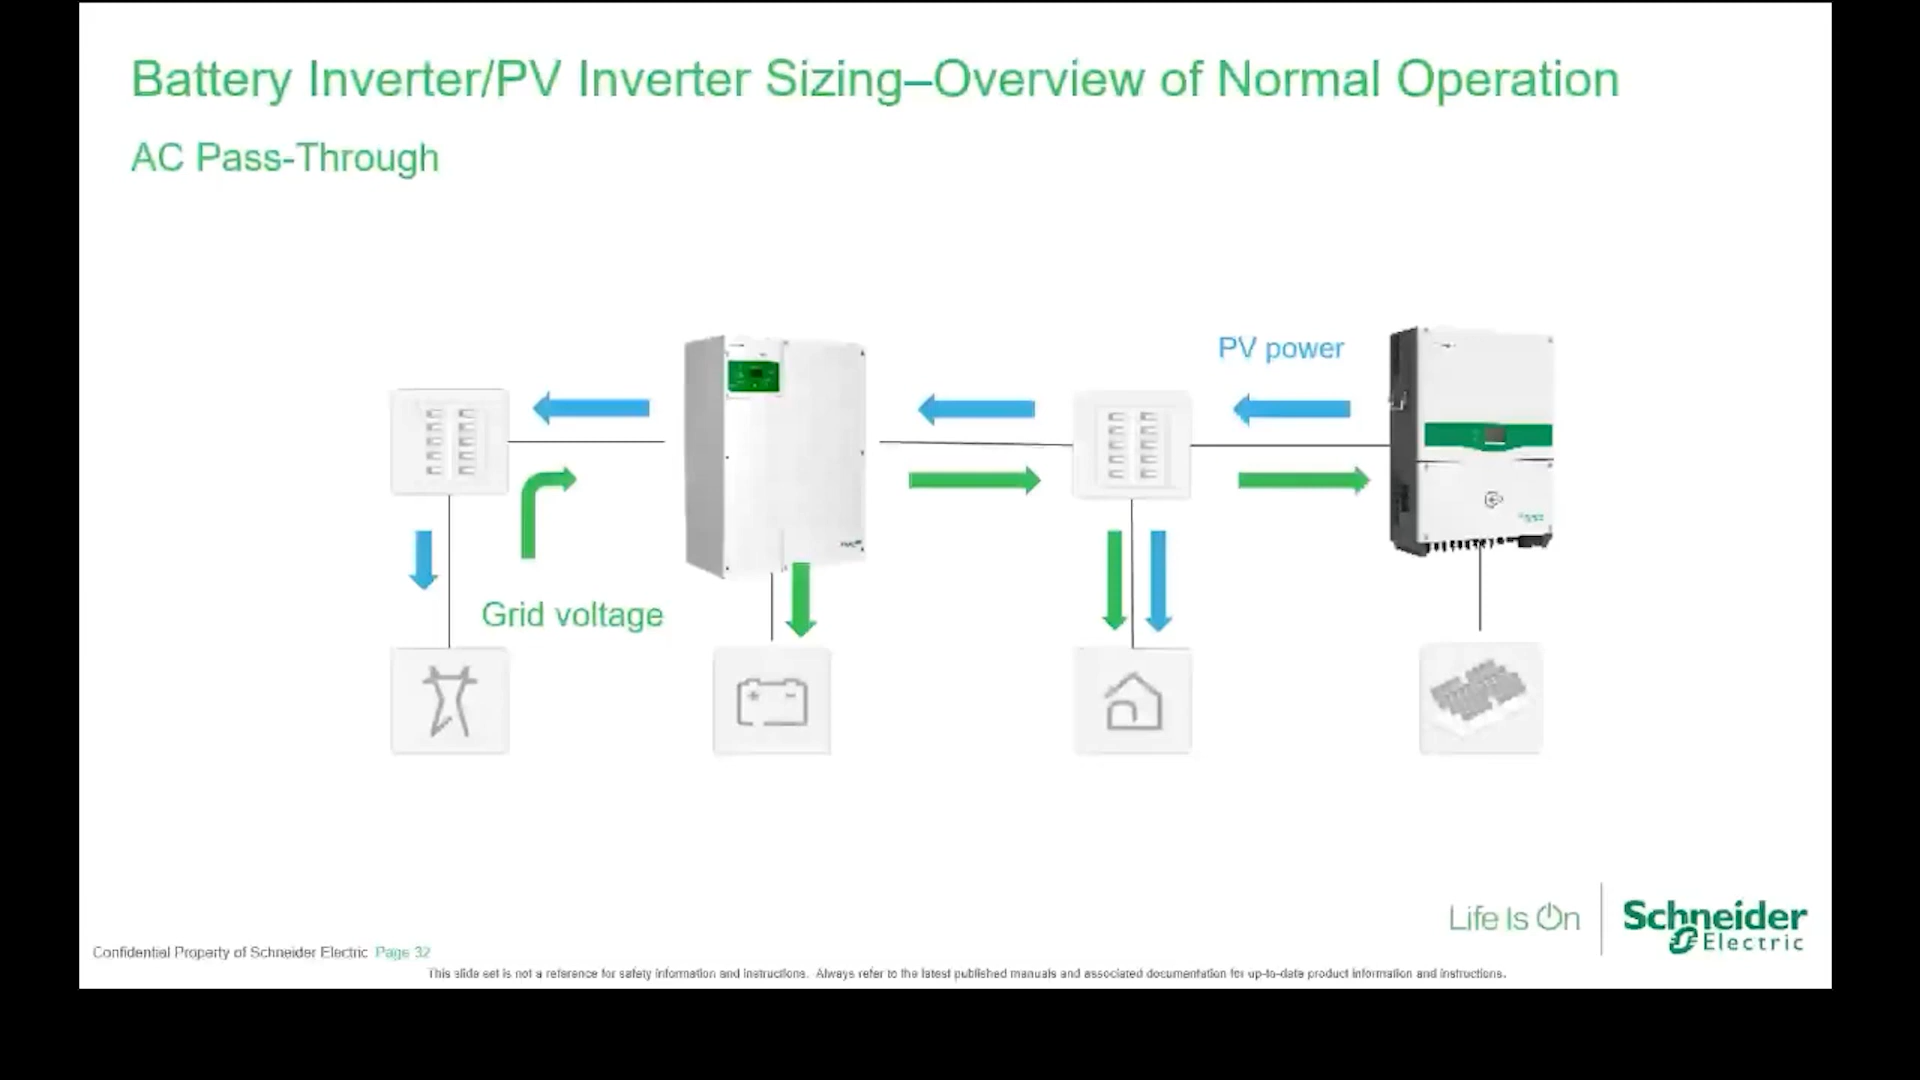 Battery Inverter/PV Inverter Sizing–Overview of Normal Operation
AC Pass-Through
PV power
Grid voltage
Life Is On
Schneider
Electric
Confidential Property of Schneider Electric Page 32
This slide set is not a reference for safety information and instructions. Always refer to the latest published manuals and associated documentation for up-to-date product information and instructions.